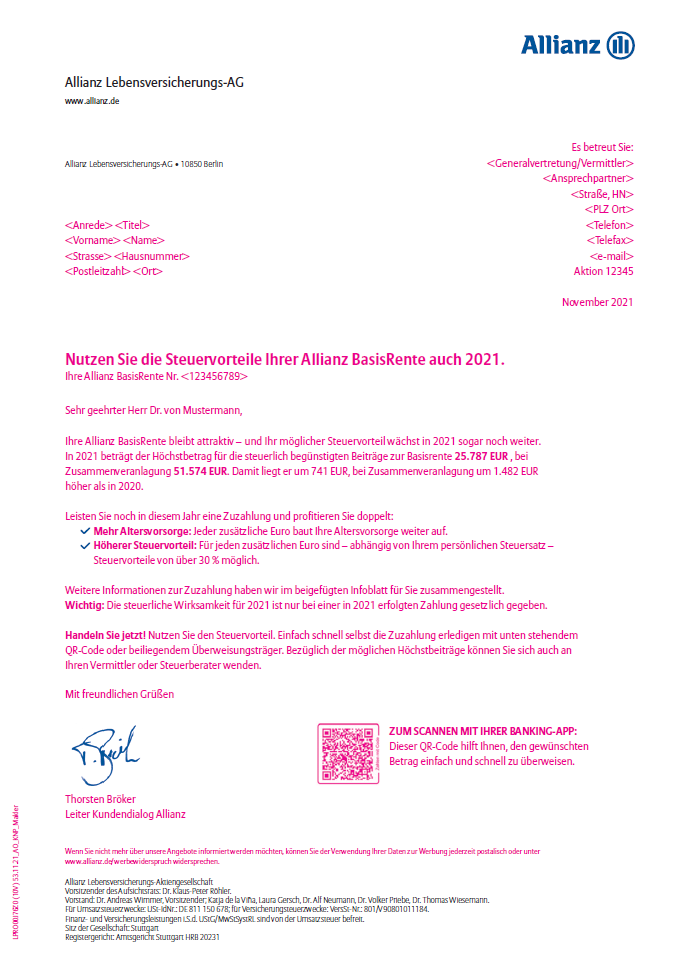 Allianz
Allianz Lebensversicherungs-AG
www.allianz.de
Es betreut Sie:
Allianz Lebensversicherungs-AG • 10850 Berlin
<Generalvertretung/Vermittler>
<Ansprechpartner>
<Straße, HN>
<PLZ Ort>
<Anrede> <Titel>
<Telefon>
<Vorname> <Name>
<Telefax>
<Strasse> <Hausnummer>
<e-mail>
<Postleitzahl> <Ort>
Aktion 12345
November 2021
Nutzen Sie die Steuervorteile Ihrer Allianz BasisRente auch 2021.
Ihre Allianz BasisRente Nr. <123456789>
Sehr geehrter Herr Dr. von Mustermann,
Ihre Allianz BasisRente bleibt attraktiv – und Ihr möglicher Steuervorteil wächst in 2021 sogar noch weiter.
In 2021 beträgt der Höchstbetrag für die steuerlich begünstigten Beiträge zur Basisrente 25.787 EUR , bei
Zusammenveranlagung 51.574 EUR. Damit liegt er um 741 EUR, bei Zusammenveranlagung um 1.482 EUR
höher als in 2020.
Leisten Sie noch in diesem Jahr eine Zuzahlung und profitieren Sie doppelt:
Mehr Altersvorsorge: Jeder zusätzliche Euro baut Ihre Altersvorsorge weiter auf.
Höherer Steuervorteil: Für jeden zusätzlichen Euro sind – abhängig von Ihrem persönlichen Steuersatz –
Steuervorteile von über 30 % möglich.
Weitere Informationen zur Zuzahlung haben wir im beigefügten Infoblatt für Sie zusammengestellt.
Wichtig: Die steuerliche Wirksamkeit für 2021 ist nur bei einer in 2021 erfolgten Zahlung gesetzlich gegeben.
Handeln Sie jetzt! Nutzen Sie den Steuervorteil. Einfach schnell selbst die Zuzahlung erledigen mit unten stehendem
QR-Code oder beiliegendem Überweisungsträger. Bezüglich der möglichen Höchstbeiträge können Sie sich auch an
Ihren Vermittler oder Steuerberater wenden.
Mit freundlichen Grüßen
ZUM SCANNEN MIT IHRER BANKING-APP:
Dieser QR-Code hilft Ihnen, den gewünschten
Betrag einfach und schnell zu überweisen.
Thorsten Bröker
Leiter Kundendialog Allianz
Wenn Sie nicht mehr über unsere Angebote informiert werden möchten, können Sie der Verwendung Ihrer Daten zur Werbung jederzeit postalisch oder unter
www.allianz.de/werbewiderspruch widersprechen.
Allianz Lebensversicherungs-Aktiengesellschaft
Vorsitzender des Aufsichtsrats: Dr. Klaus-Peter Röhler.
Vorstand: Dr. Andreas Wimmer, Vorsitzender; Katja de la Viña, Laura Gersch, Dr. Alf Neumann, Dr. Volker Priebe, Dr. Thomas Wiesemann.
Für Umsatzsteuerzwecke: USt-IdNr.: DE 811 150 678; für Versicherungsteuerzwecke: VersSt-Nr.: 801/V90801011184.
Finanz- und Versicherungsleistungen i.S.d. UStG/MwStSystRL sind von der Umsatzsteuer befreit.
Sitz der Gesellschaft: Stuttgart
Registergericht: Amtsgericht Stuttgart HRB 20231